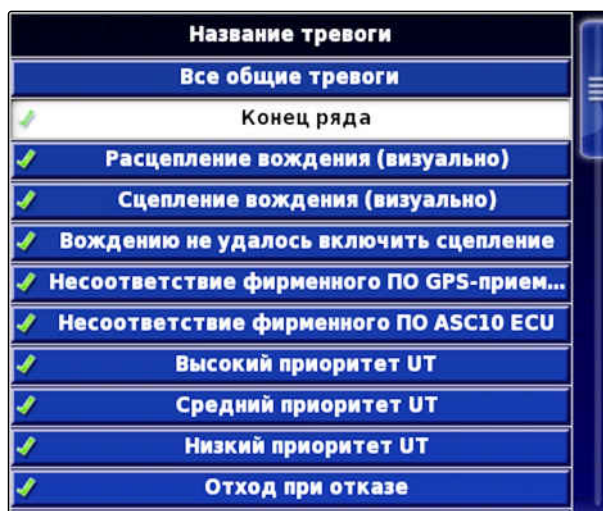 Название тревоги
Все общие тревоги
Конец ряда
Расцепление вождения (визуально)
Сцепление вождения (визуально)
Вождению не удалось включить сцепление
Несоответствие фирменного ПО GPS-прием...
Несоответствие фирменного ПО ASC10 ECU
Высокий приоритет UT
Средний приоритет UT
Низкий приоритет UT
Отход при отказе